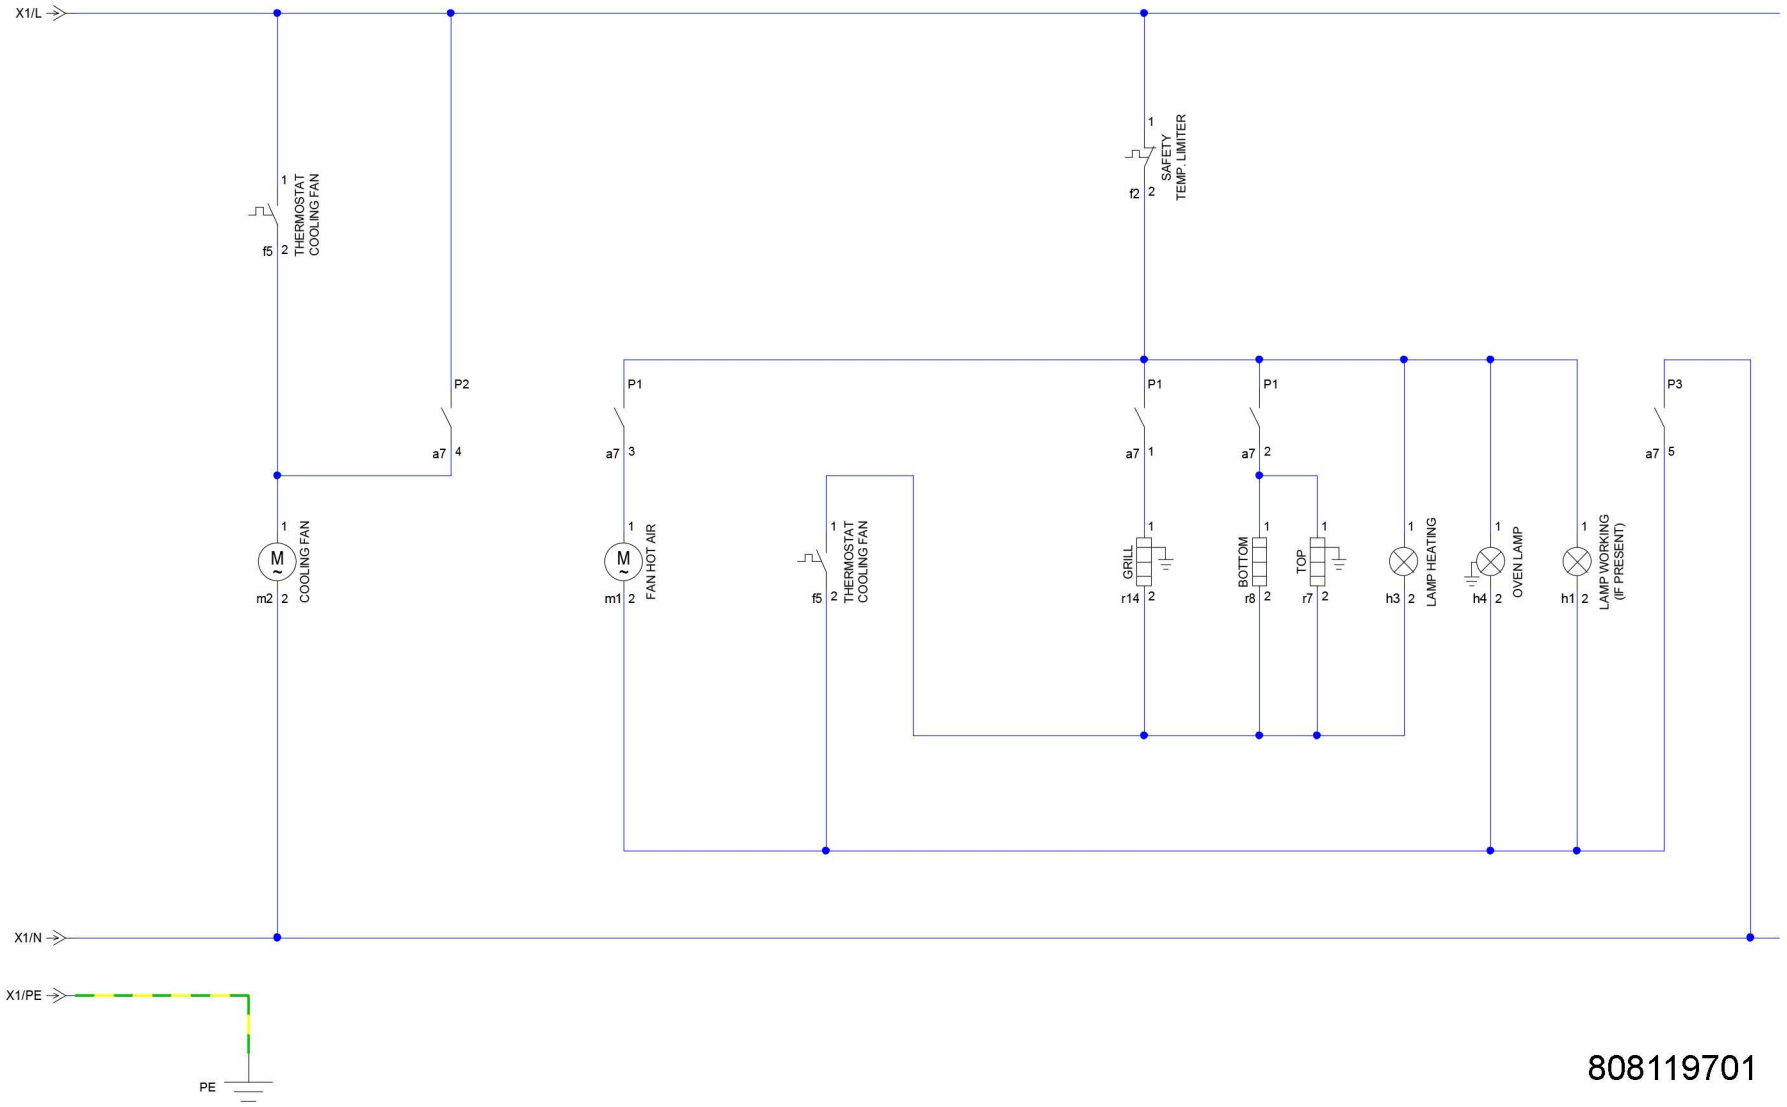 X1/L
1
THERMOSTAT
COOLING FAN
f5 2
1
SAFETY
TEMP. LIMITER
f2 2
P2
a7 4
P1
a7 3
P1
a7 1
P1
a7 2
P3
a7 5
1
M
~
COOLING FAN
m2 2
1
M
~
FAN HOT AIR
m1 2
1
THERMOSTAT
COOLING FAN
f5 2
1
GRILL
r14 2
1
BOTTOM
r8 2
1
TOP
r7 2
1
LAMP HEATING
h3 2
1
OVEN LAMP
h4 2
1
LAMP WORKING
(IF PRESENT)
h1 2
X1/N
X1/PE
PE
808119701